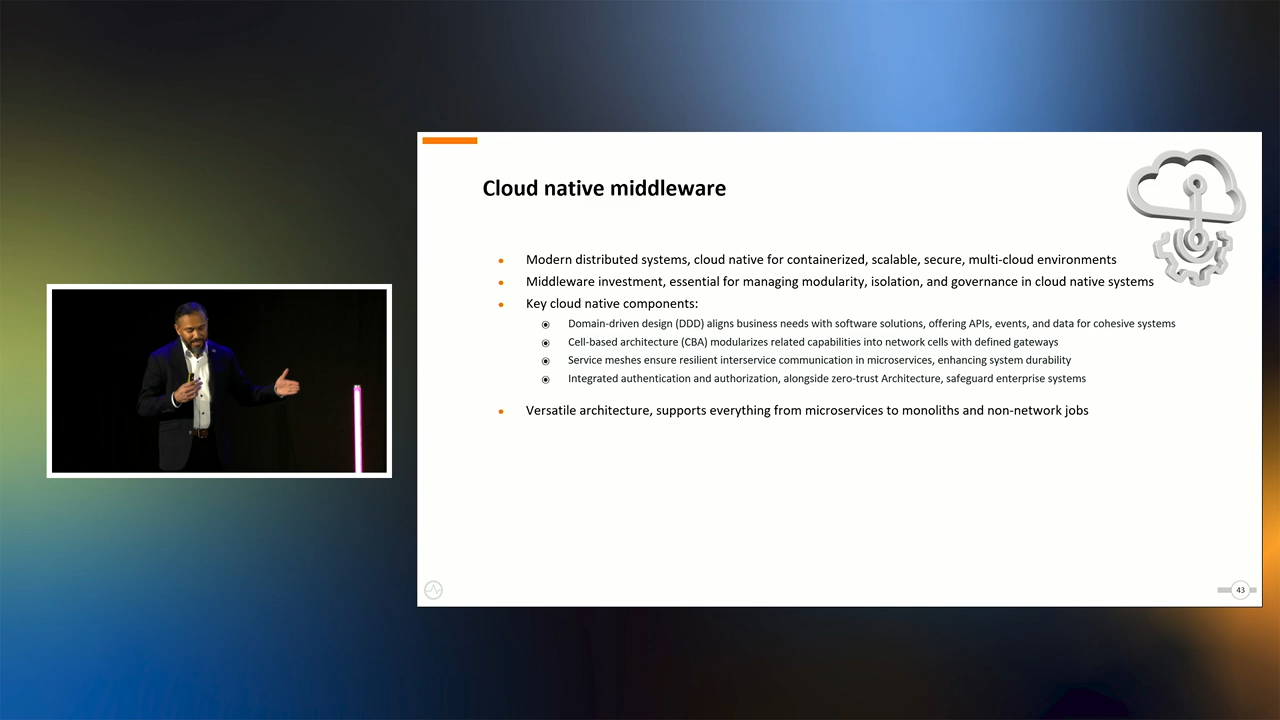 Cloud native middleware
Modern distributed systems, cloud native for containerized, scalable, secure, multi-cloud environments
Middleware investment, essential for managing modularity, isolation, and governance in cloud native systems
Key cloud native components:
Domain-driven design (DDD) aligns business needs with software solutions, offering APIs, events, and data for cohesive systems
Cell-based architecture (CBA) modularizes related capabilities into network cells with defined gateways
Service meshes ensure resilient interservice communication in microservices, enhancing system durability
Integrated authentication and authorization, alongside zero-trust Architecture, safeguard enterprise systems
Versatile architecture, supports everything from microservices to monoliths and non-network jobs
43